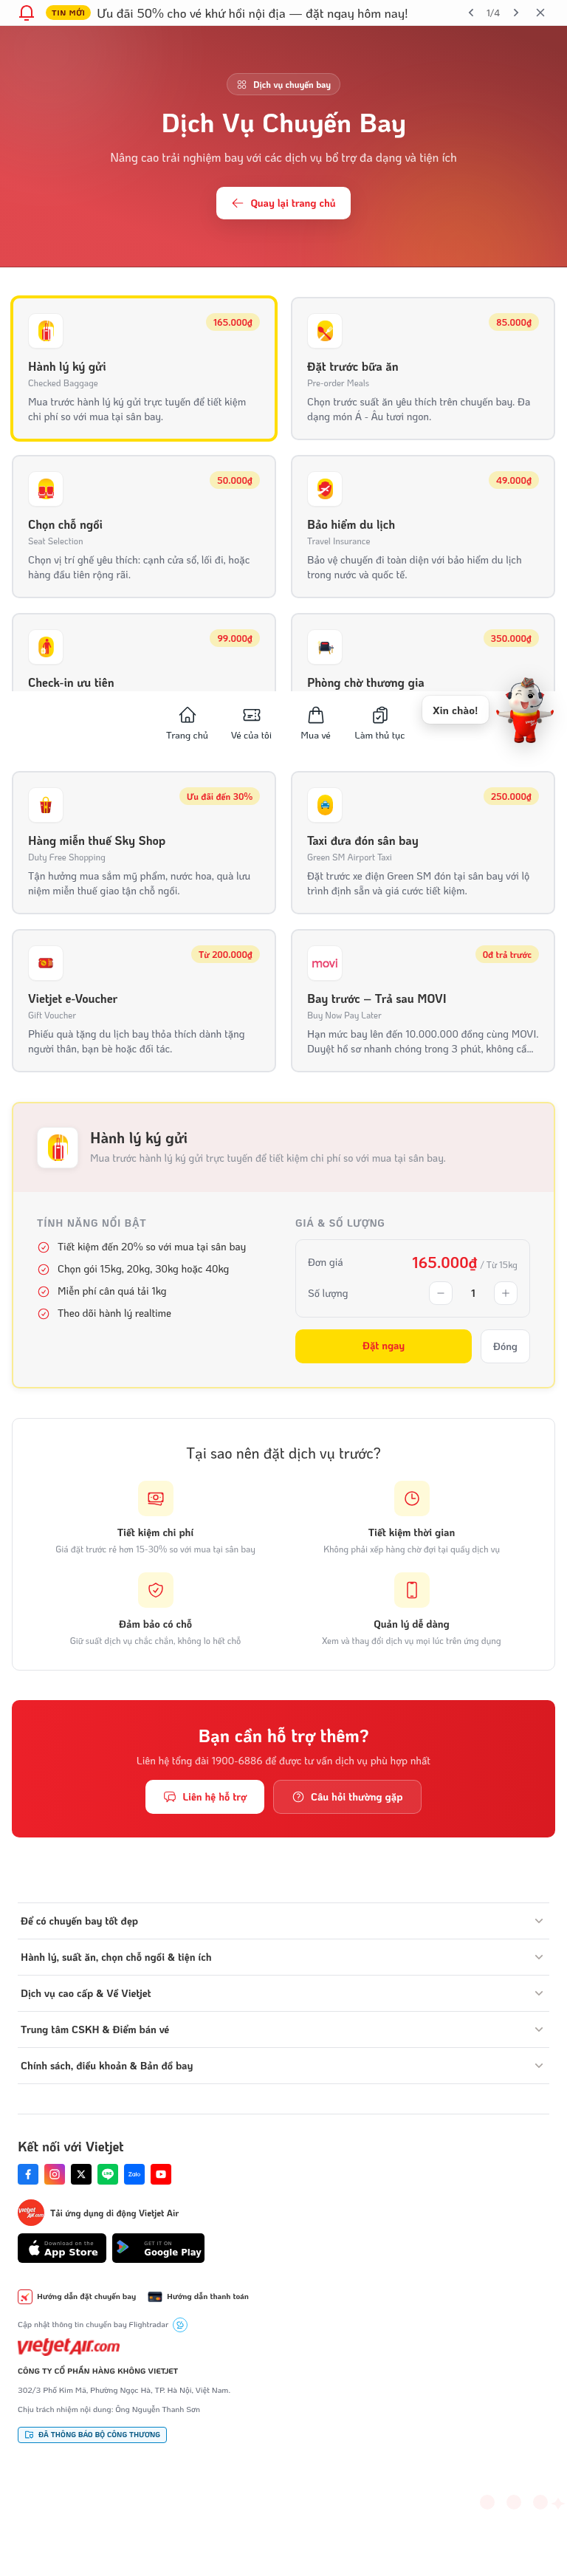 TIN MỚI Ưu đãi 50% cho vé khứ hồi nội địa — đặt ngay hôm nay! 1/4
Dịch vụ chuyến bay
Dịch Vụ Chuyến Bay
Nâng cao trải nghiệm bay với các dịch vụ bổ trợ đa dạng và tiện ích
Quay lại trang chủ
165.000₫
Hành lý ký gửi
Checked Baggage
Mua trước hành lý ký gửi trực tuyến để tiết kiệm
chi phí so với mua tại sân bay.
85.000₫
Đặt trước bữa ăn
Pre-order Meals
Chọn trước suất ăn yêu thích trên chuyến bay. Đa
dạng món Á - Âu tươi ngon.
50.000₫
Chọn chỗ ngồi
Seat Selection
Chọn vị trí ghế yêu thích: cạnh cửa sổ, lối đi, hoặc
hàng đầu tiên rộng rãi.
49.000₫
Bảo hiểm du lịch
Travel Insurance
Bảo vệ chuyến đi toàn diện với bảo hiểm du lịch
trong nước và quốc tế.
99.000₫
Check-in ưu tiên
350.000₫
Phòng chờ thương gia
Trang chủ
Vé của tôi
Mua vé
Làm thủ tục
Xin chào!
Ưu đãi đến 30%
Hàng miễn thuế Sky Shop
Duty Free Shopping
Tận hưởng mua sắm mỹ phẩm, nước hoa, quà lưu
niệm miễn thuế giao tận chỗ ngồi.
250.000₫
Taxi đưa đón sân bay
Green SM Airport Taxi
Đặt trước xe điện Green SM đón tại sân bay với lộ
trình định sẵn và giá cước tiết kiệm.
Từ 200.000₫
Vietjet e-Voucher
Gift Voucher
Phiếu quà tặng du lịch bay thỏa thích dành tặng
người thân, bạn bè hoặc đối tác.
movi
0đ trả trước
Bay trước – Trả sau MOVI
Buy Now Pay Later
Hạn mức bay lên đến 10.000.000 đồng cùng MOVI.
Duyệt hồ sơ nhanh chóng trong 3 phút, không cầ...
Hành lý ký gửi
Mua trước hành lý ký gửi trực tuyến để tiết kiệm chi phí so với mua tại sân bay.
TÍNH NĂNG NỔI BẬT
Tiết kiệm đến 20% so với mua tại sân bay
Chọn gói 15kg, 20kg, 30kg hoặc 40kg
Miễn phí cân quá tải 1kg
Theo dõi hành lý realtime
GIÁ & SỐ LƯỢNG
Đơn giá 165.000₫ / Từ 15kg
Số lượng − 1 +
Đặt ngay
Đóng
Tại sao nên đặt dịch vụ trước?
Tiết kiệm chi phí
Giá đặt trước rẻ hơn 15-30% so với mua tại sân bay
Tiết kiệm thời gian
Không phải xếp hàng chờ đợi tại quầy dịch vụ
Đảm bảo có chỗ
Giữ suất dịch vụ chắc chắn, không lo hết chỗ
Quản lý dễ dàng
Xem và thay đổi dịch vụ mọi lúc trên ứng dụng
Bạn cần hỗ trợ thêm?
Liên hệ tổng đài 1900-6886 để được tư vấn dịch vụ phù hợp nhất
Liên hệ hỗ trợ
Câu hỏi thường gặp
Để có chuyến bay tốt đẹp
Hành lý, suất ăn, chọn chỗ ngồi & tiện ích
Dịch vụ cao cấp & Về Vietjet
Trung tâm CSKH & Điểm bán vé
Chính sách, điều khoản & Bản đồ bay
Kết nối với Vietjet
LINE
Zalo
Tải ứng dụng di động Vietjet Air
Download on the
App Store
GET IT ON
Google Play
Hướng dẫn đặt chuyến bay
Hướng dẫn thanh toán
Cập nhật thông tin chuyến bay Flightradar
vietjetAir.com
CÔNG TY CỔ PHẦN HÀNG KHÔNG VIETJET
302/3 Phố Kim Mã, Phường Ngọc Hà, TP. Hà Nội, Việt Nam.
Chịu trách nhiệm nội dung: Ông Nguyễn Thanh Sơn
ĐÃ THÔNG BÁO BỘ CÔNG THƯƠNG